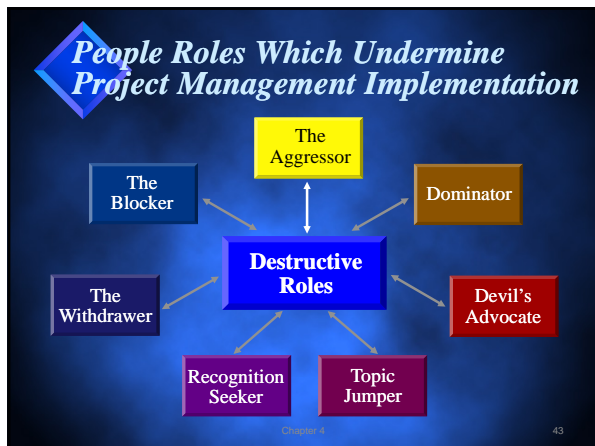 People Roles Which Undermine
Project Management Implementation
The
Aggressor
The
Blocker
Dominator
Destructive
Roles
The
Withdrawer
Devil's
Advocate
Recognition
Seeker
Topic
Jumper
Chapter 4
43